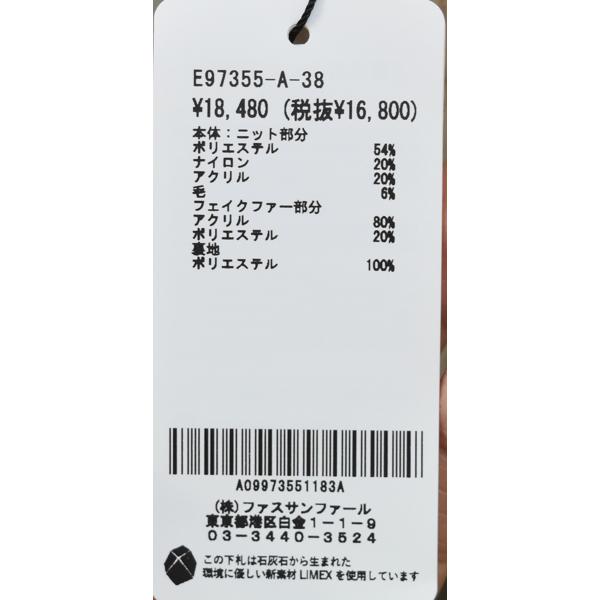 E97355-A-38
¥18,480 (税抜¥16,800)
本体：ニット部分
ポリエステル 54%
ナイロン 20%
アクリル 20%
毛 6%
フェイクファー部分
アクリル 80%
ポリエステル 20%
裏地
ポリエステル 100%
A09973551183A
(株)ファスサンファール
東京都港区白金１－１－９
０３－３４４０－３５２４
この下札は石灰石から生まれた
環境に優しい新素材 LIMEX を使用しています